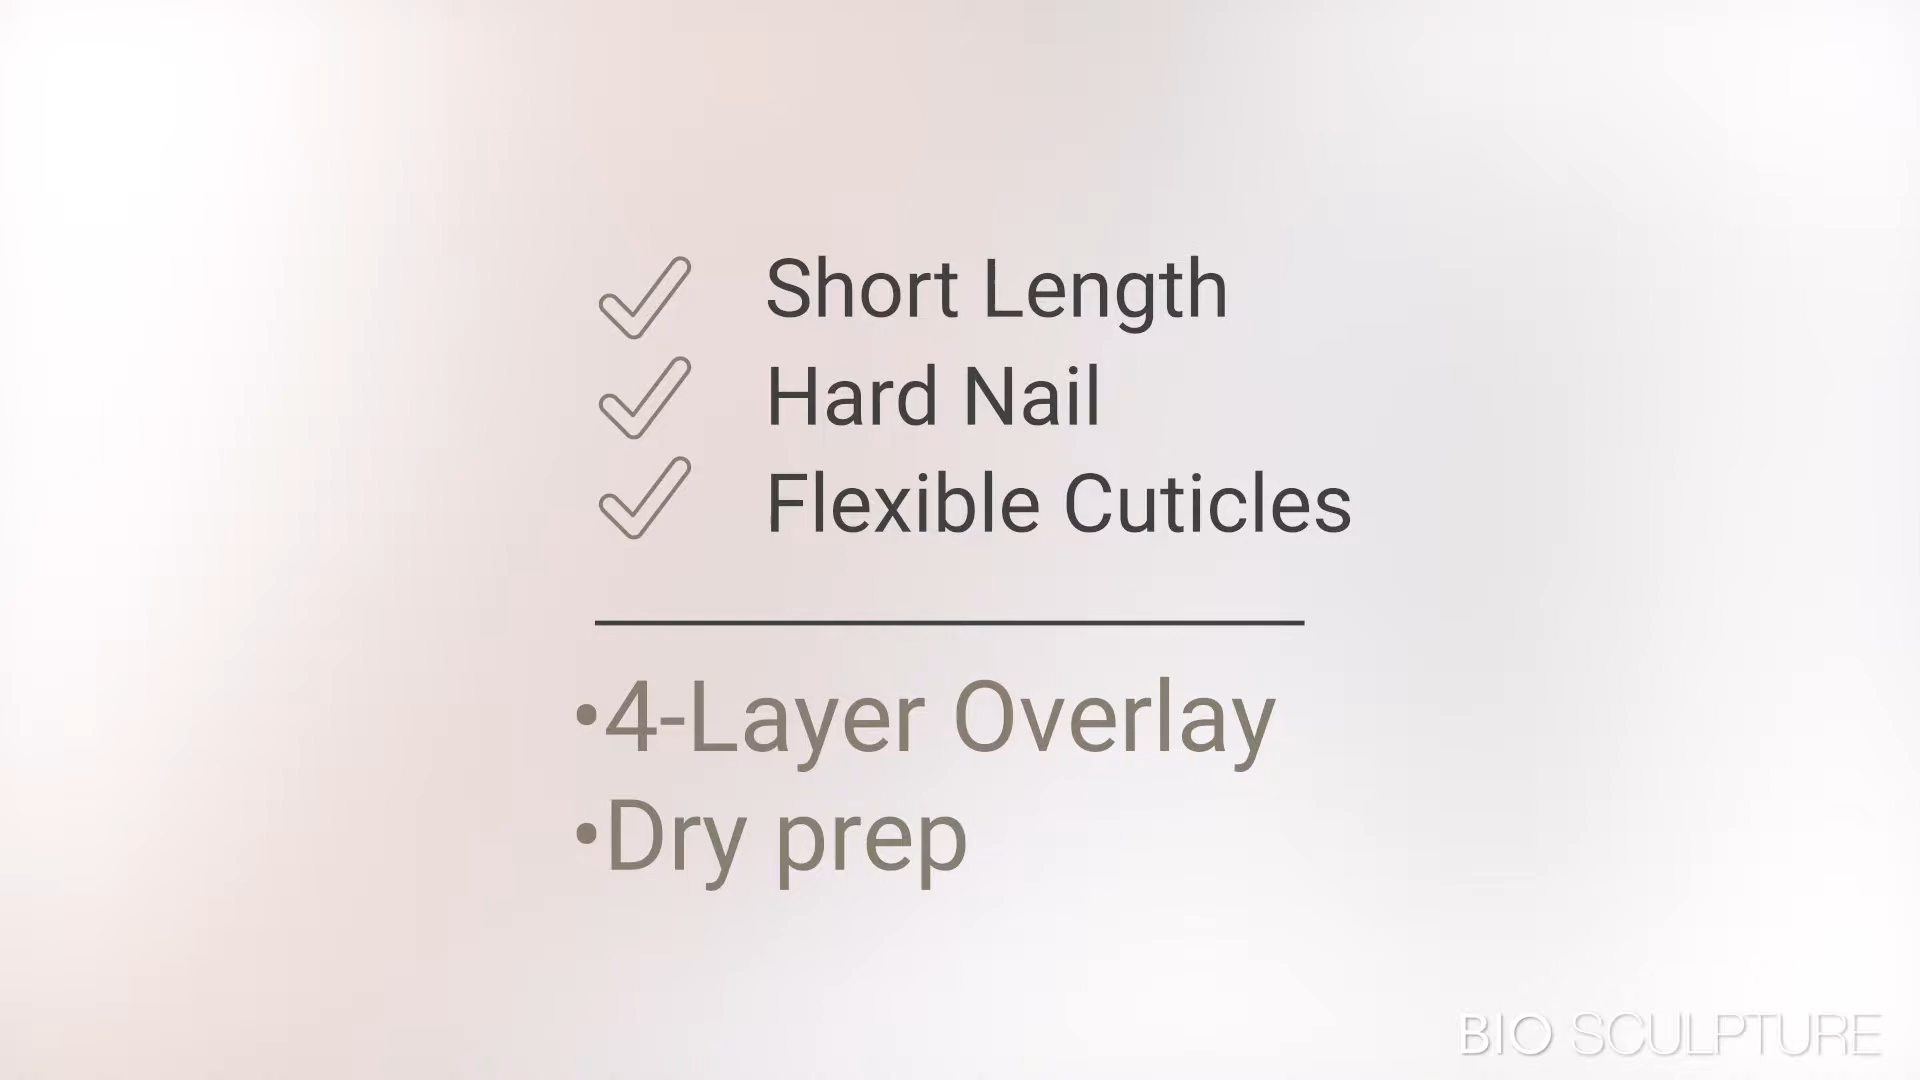 Short Length
Hard Nail
Flexible Cuticles
•4-Layer Overlay
•Dry prep
BIO SCULPTURE